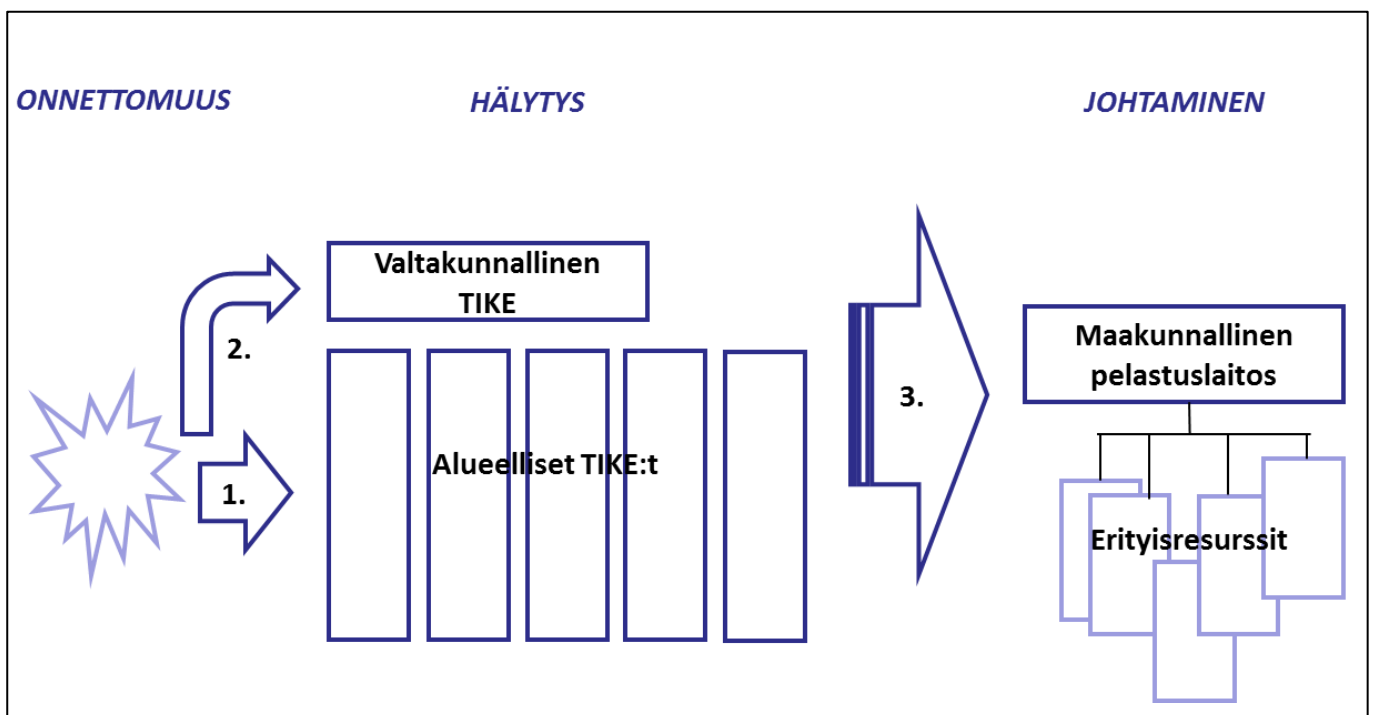 ONNETTOMUUS
HÄLYTYS
JOHTAMINEN
Valtakunnallinen
TIKE
2.
1.
Alueelliset TIKE:t
3.
Maakunnallinen
pelastuslaitos
Erityisresurssit